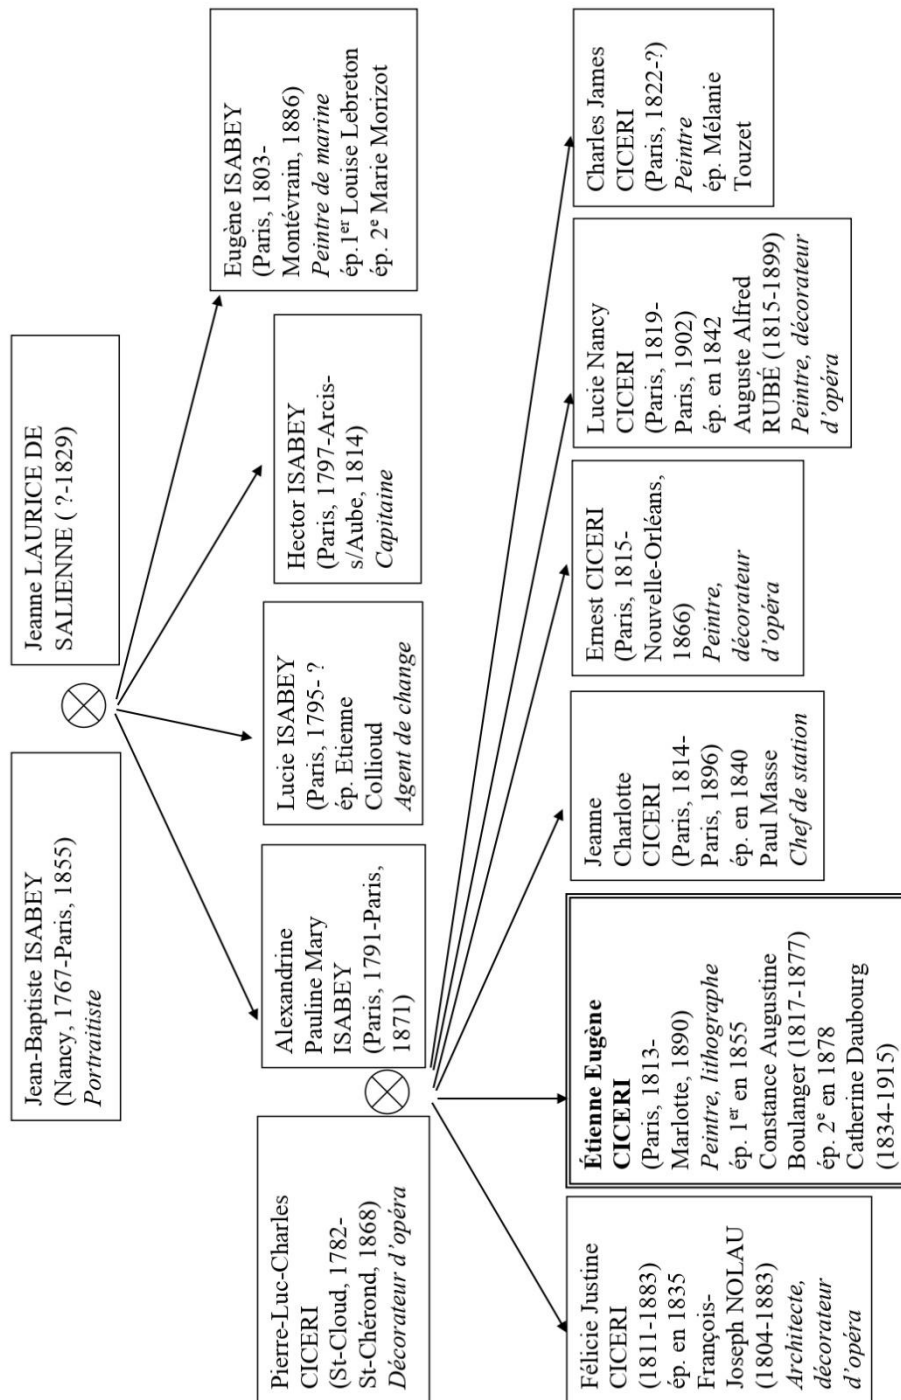 Jean-Baptiste ISABEY
(Nancy, 1767-Paris, 1855)
Portraitiste
Jeanne LAURICE DE
SALIENNE ( ?-1829)
Pierre-Luc-Charles
CICERI
(St-Cloud, 1782-
St-Chérond, 1868)
Décorateur d’opéra
Alexandrine
Pauline Mary
ISABEY
(Paris, 1791-Paris,
1871)
Lucie ISABEY
(Paris, 1795- ?
ép. Etienne
Collioud
Agent de change
Hector ISABEY
(Paris, 1797-Arcis-
s/Aube, 1814)
Capitaine
Eugène ISABEY
(Paris, 1803-
Montévrain, 1886)
Peintre de marine
ép.1er Louise Lebreton
ép. 2e Marie Morizot
Félicie Justine
CICERI
(1811-1883)
ép. en 1835
François-
Joseph NOLAU
(1804-1883)
Architecte,
décorateur
d’opéra
Étienne Eugène
CICERI
(Paris, 1813-
Marlotte, 1890)
Peintre, lithographe
ép. 1er en 1855
Constance Augustine
Boulanger (1817-1877)
ép. 2e en 1878
Catherine Daubourg
(1834-1915)
Jeanne
Charlotte
CICERI
(Paris, 1814-
Paris, 1896)
ép. en 1840
Paul Masse
Chef de station
Ernest CICERI
(Paris, 1815-
Nouvelle-Orléans,
1866)
Peintre,
décorateur
d’opéra
Lucie Nancy
CICERI
(Paris, 1819-
Paris, 1902)
ép. en 1842
Auguste Alfred
RUBÉ (1815-1899)
Peintre, décorateur
d’opéra
Charles James
CICERI
(Paris, 1822-?)
Peintre
ép. Mélanie
Touzet